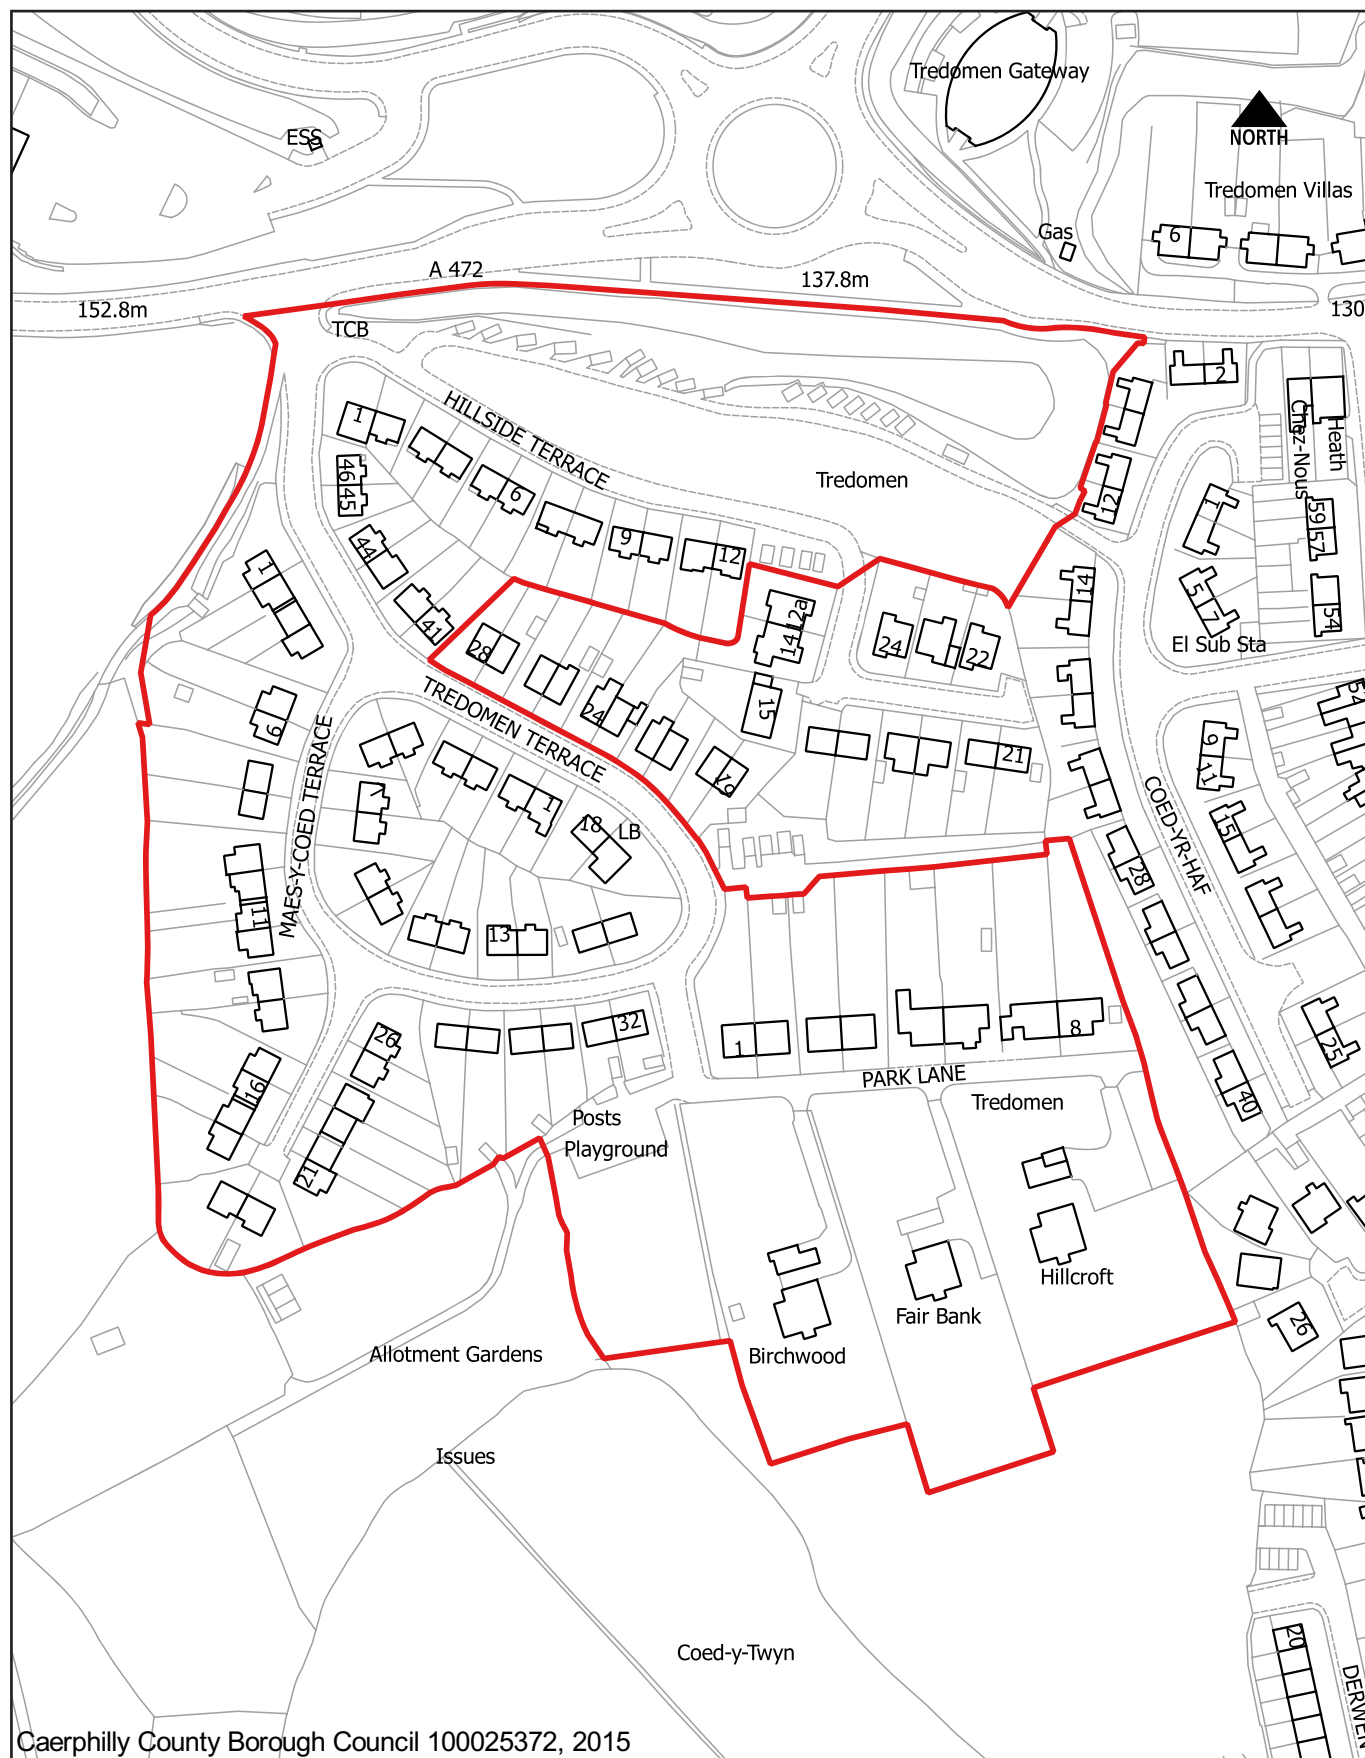 Tredomen Gateway
ESS
NORTH
Tredomen Villas
6
Gas
A 472
137.8m
152.8m
130
TCB
2
HILLSIDE TERRACE
1
Chez-Nous
Heath
46
45
6
Tredomen
12
1
59
57
9
12
44
14
5
7
54
12a
14
41
El Sub Sta
28
24
22
1
TREDOMEN TERRACE
24
15
52
6
MAES-Y-COED TERRACE
19
21
9
11
COED-YR-HAF
7
1
18
LB
15
28
11
13
26
32
1
8
25
PARK LANE
16
Tredomen
40
Posts
Playground
21
Hillcroft
Fair Bank
26
Allotment Gardens
Birchwood
Issues
Coed-y-Twyn
20
DERWEN
Caerphilly County Borough Council 100025372, 2015